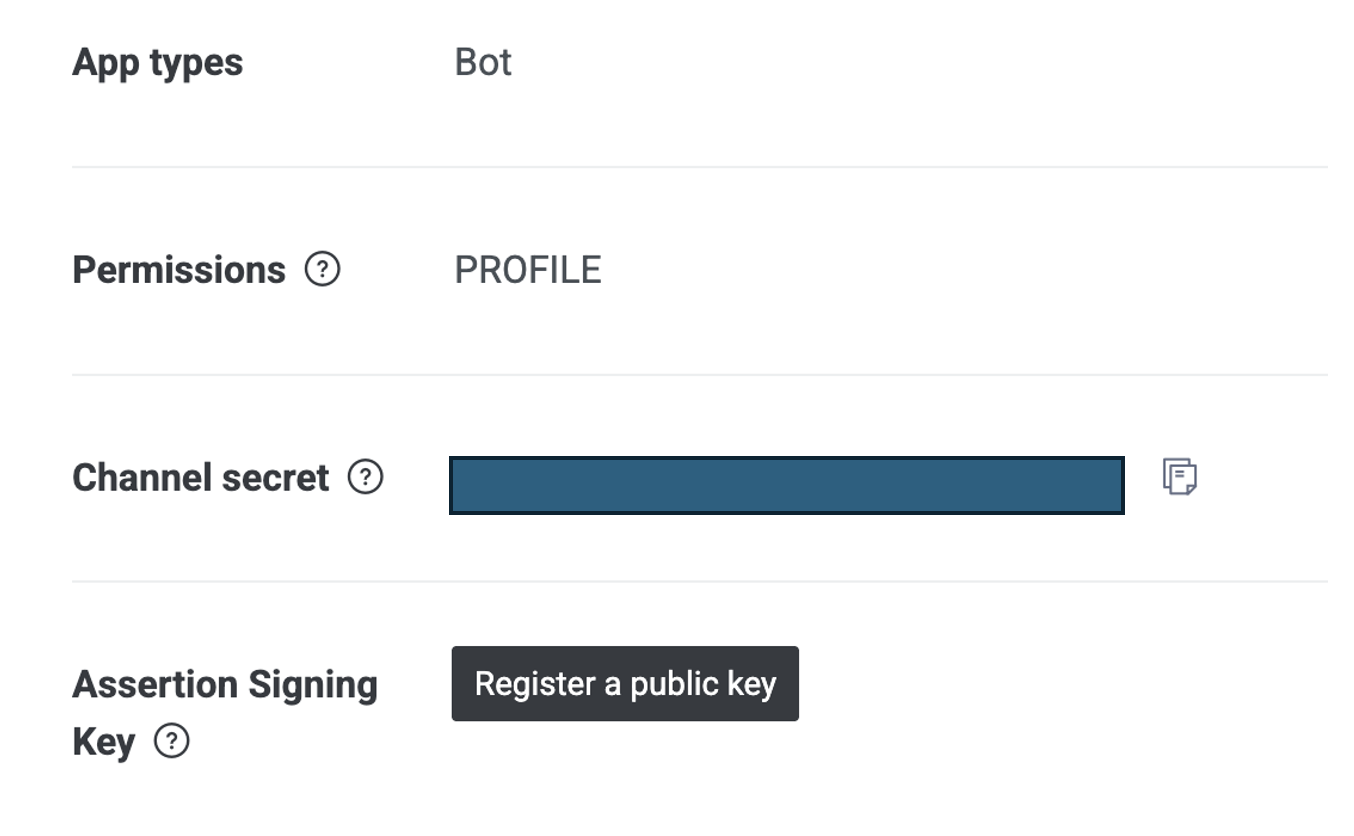 App types Bot
Permissions ? PROFILE
Channel secret ?
Assertion Signing Register a public key
Key ?